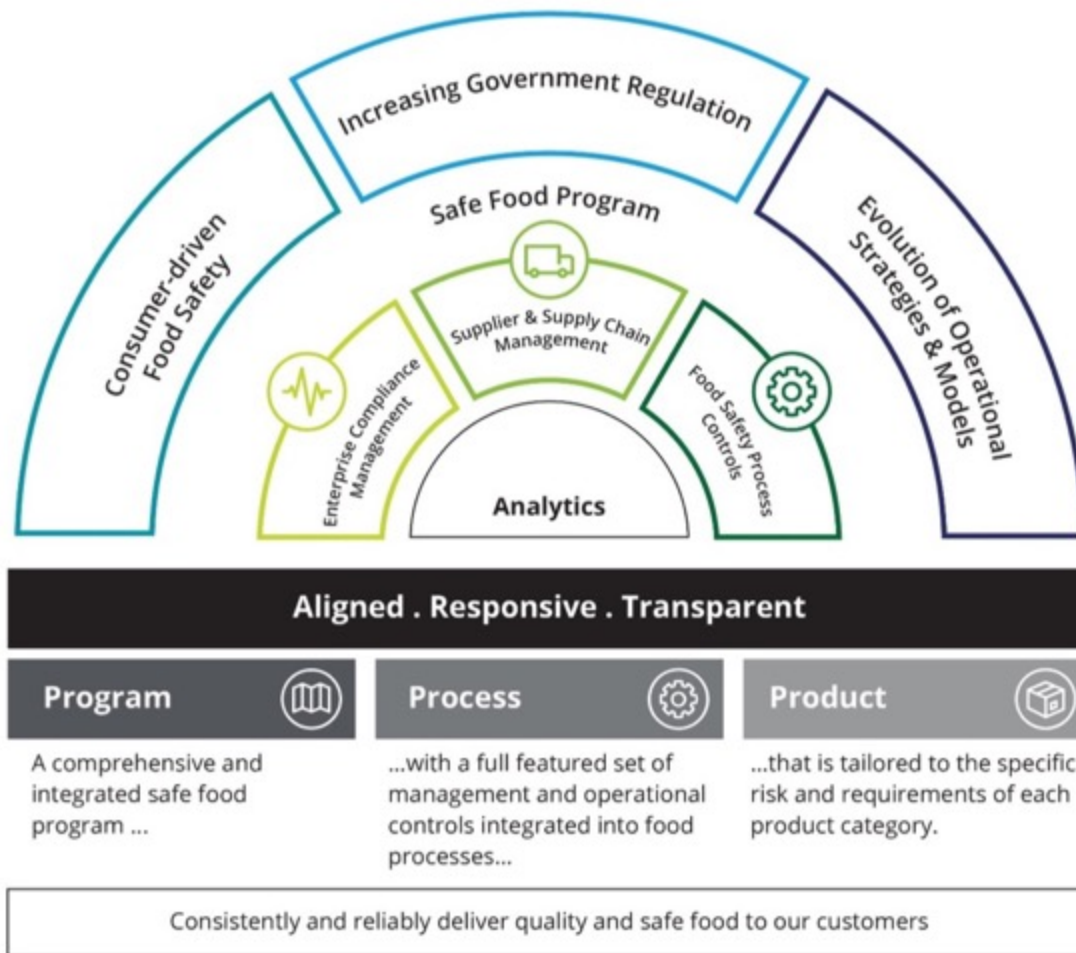 Increasing Government Regulation
Consumer-driven
Food Safety
Evolution of Operational
Strategies & Models
Safe Food Program
Supplier & Supply Chain
Management
Enterprise Compliance
Management
Food Safety Process
Controls
Analytics
Aligned . Responsive . Transparent
Program
A comprehensive and
integrated safe food
program ...
Process
...with a full featured set of
management and operational
controls integrated into food
processes...
Product
...that is tailored to the specific
risk and requirements of each
product category.
Consistently and reliably deliver quality and safe food to our customers